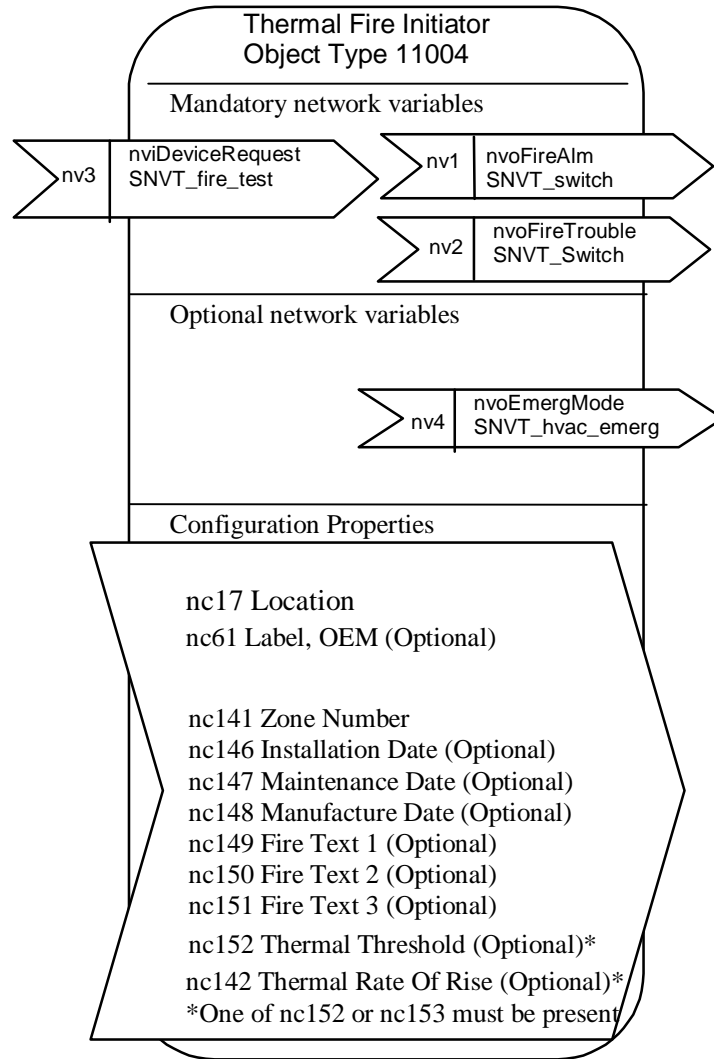 Thermal Fire Initiator
Object Type 11004
Mandatory network variables
nv3
nviDeviceRequest
SNVT_fire_test
nv1
nvoFireAlm
SNVT_switch
nv2
nvoFireTrouble
SNVT_Switch
Optional network variables
nv4
nvoEmergMode
SNVT_hvac_emerg
Configuration Properties
nc17 Location
nc61 Label, OEM (Optional)
nc141 Zone Number
nc146 Installation Date (Optional)
nc147 Maintenance Date (Optional)
nc148 Manufacture Date (Optional)
nc149 Fire Text 1 (Optional)
nc150 Fire Text 2 (Optional)
nc151 Fire Text 3 (Optional)
nc152 Thermal Threshold (Optional)*
nc142 Thermal Rate Of Rise (Optional)*
*One of nc152 or nc153 must be present